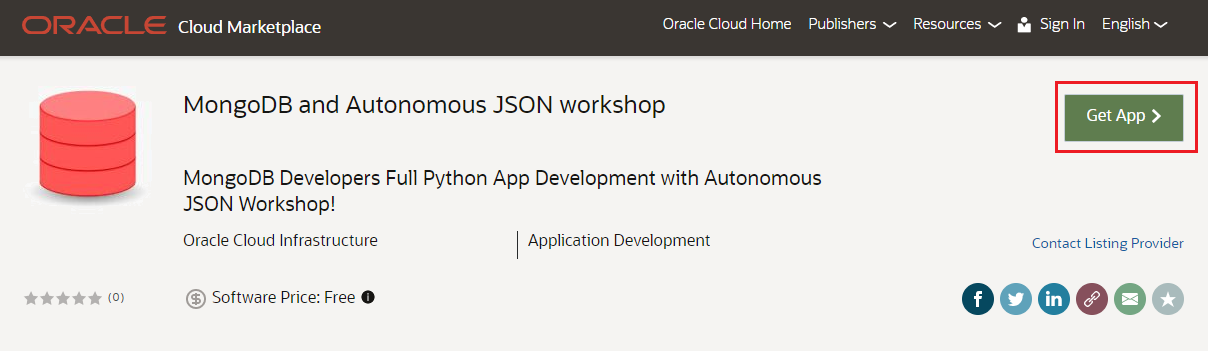 ORACLE Cloud Marketplace Oracle Cloud Home Publishers Resources Sign In English
MongoDB and Autonomous JSON workshop
Get App
MongoDB Developers Full Python App Development with Autonomous
JSON Workshop!
Oracle Cloud Infrastructure Application Development
Contact Listing Provider
(0) Software Price: Free